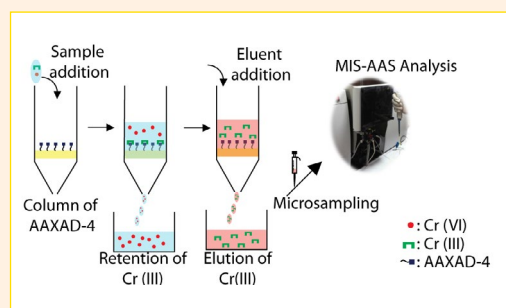 Sample
addition
Eluent
addition
MIS-AAS Analysis
Column of
AAXAD-4
Retention of
Cr (III)
Elution of
Cr(III)
Microsampling
: Cr (VI)
: Cr (III)
: AAXAD-4